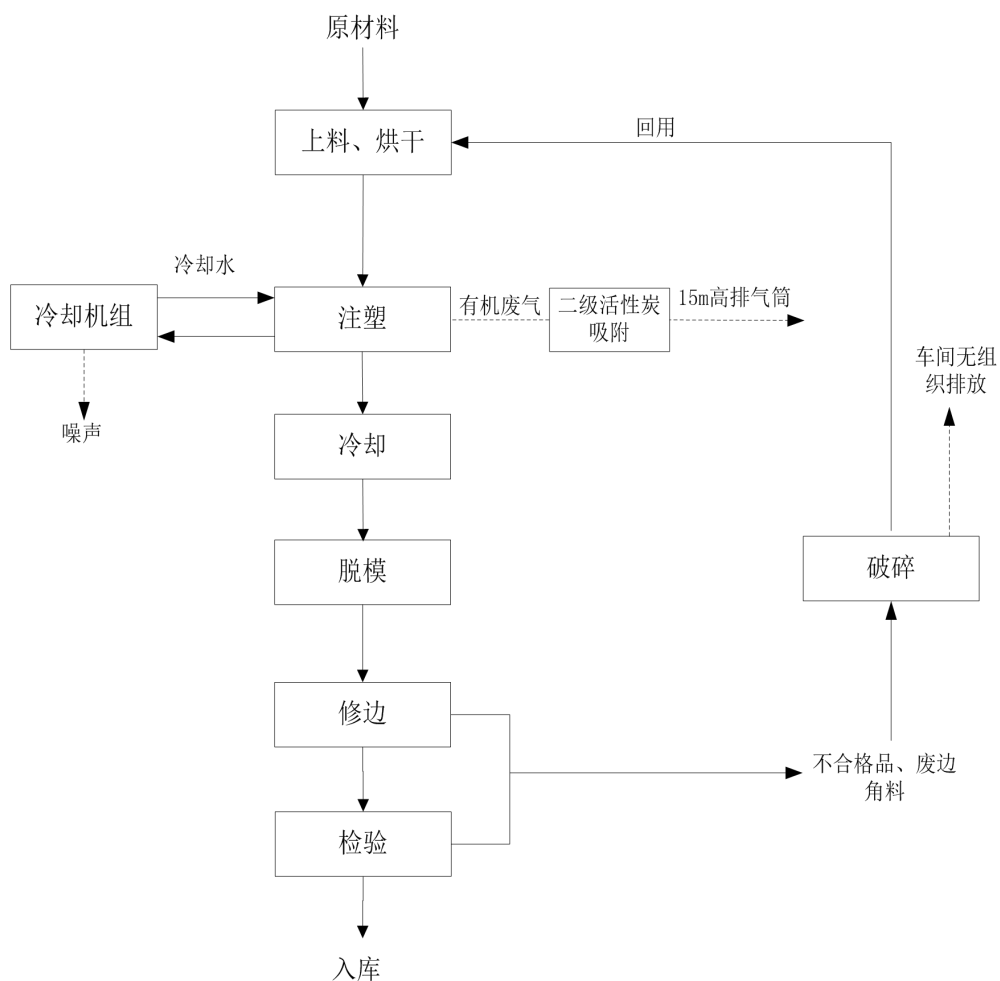 原材料
上料、烘干
回用
冷却水
冷却机组
注塑
有机废气
二级活性炭
吸附
15m高排气筒
车间无组
织排放
噪声
冷却
脱模
破碎
修边
不合格品、废边
角料
检验
入库